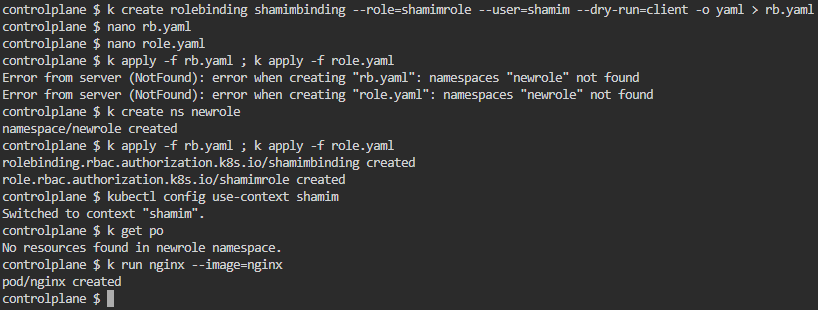 controlplane $ k create rolebinding shamimbinding --role=shamimrole --user=shamim --dry-run=client -o yaml > rb.yaml
controlplane $ nano rb.yaml
controlplane $ nano role.yaml
controlplane $ k apply -f rb.yaml ; k apply -f role.yaml
Error from server (NotFound): error when creating "rb.yaml": namespaces "newrole" not found
Error from server (NotFound): error when creating "role.yaml": namespaces "newrole" not found
controlplane $ k create ns newrole
namespace/newrole created
controlplane $ k apply -f rb.yaml ; k apply -f role.yaml
rolebinding.rbac.authorization.k8s.io/shamimbinding created
role.rbac.authorization.k8s.io/shamimrole created
controlplane $ kubectl config use-context shamim
Switched to context "shamim".
controlplane $ k get po
No resources found in newrole namespace.
controlplane $ k run nginx --image=nginx
pod/nginx created
controlplane $